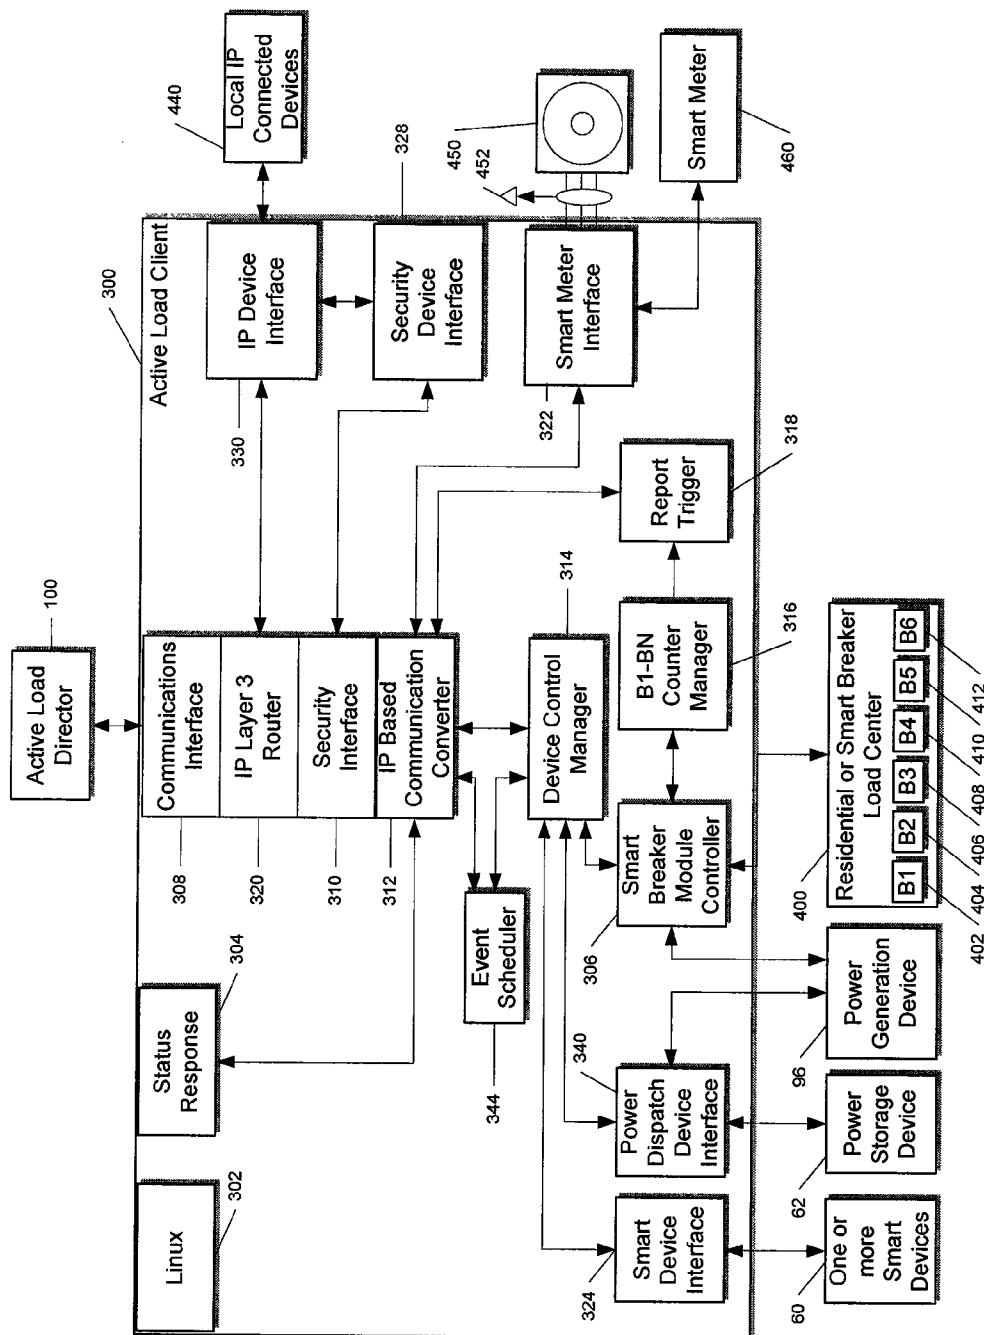 100
Active Load
Director
300
Active Load Client
Linux
302
Status
Response
304
Communications
Interface
308
IP Layer 3
Router
320
Security
Interface
310
IP Based
Communication
Converter
312
IP Device
Interface
330
Local IP
Connected
Devices
440
Security
Device
Interface
328
450
452
Smart Meter
Interface
322
Smart Meter
460
Event
Scheduler
344
Device Control
Manager
314
Report
Trigger
318
B1-BN
Counter
Manager
316
Smart
Breaker
Module
Controller
306
Power
Dispatch
Device
Interface
340
Smart Device
Interface
324
One or
more
Smart
Devices
60
Power
Storage
Device
62
Power
Generation
Device
96
Residential or Smart Breaker
Load Center
400
B1 B2 B3 B4 B5 B6
402 404 406 408 410 412